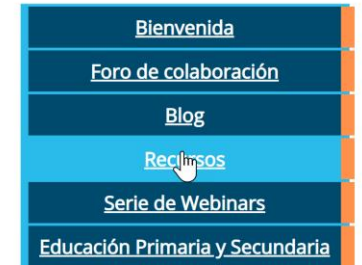 Bienvenida
Foro de colaboración
Blog
Recursos
Serie de Webinars
Educación Primaria y Secundaria